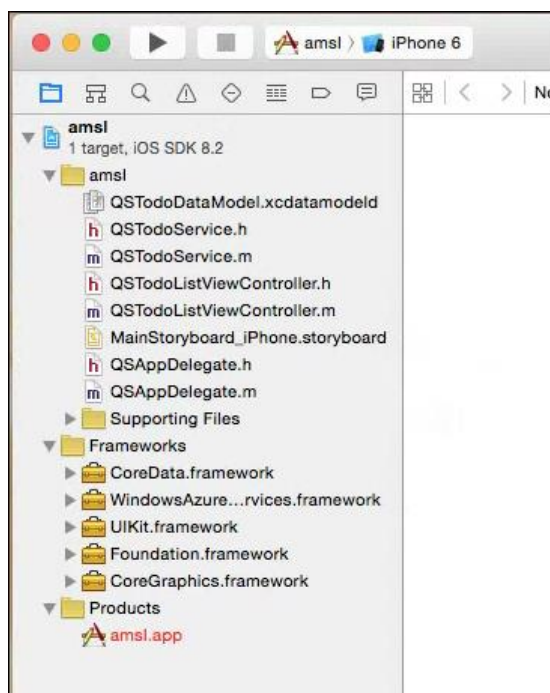 amsl 〉 iPhone 6
No
amsl
1 target, iOS SDK 8.2
amsl
QSTodoDataModel.xcdatamodeld
QSTodoService.h
QSTodoService.m
QSTodoListViewController.h
QSTodoListViewController.m
MainStoryboard_iPhone.storyboard
QSAppDelegate.h
QSAppDelegate.m
Supporting Files
Frameworks
CoreData.framework
WindowsAzure...rvices.framework
UIKit.framework
Foundation.framework
CoreGraphics.framework
Products
amsl.app